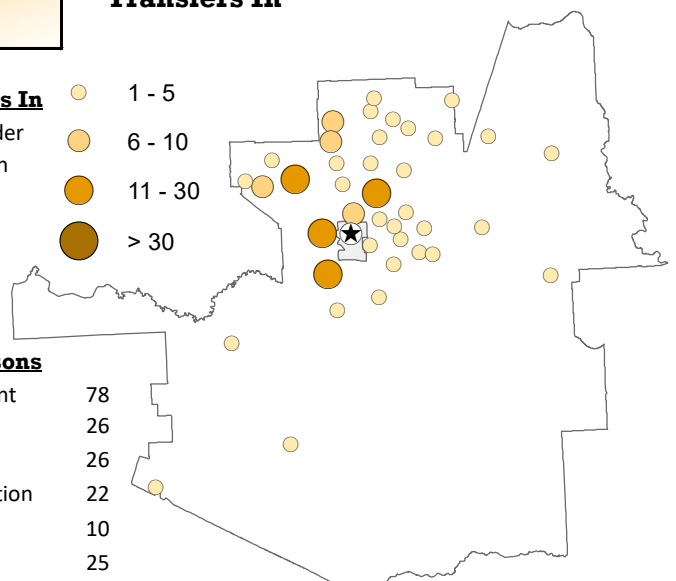 Transfers In
s In
der
n
1 - 5
6 - 10
11 - 30
> 30
sons
nt 78
26
26
tion 22
10
25